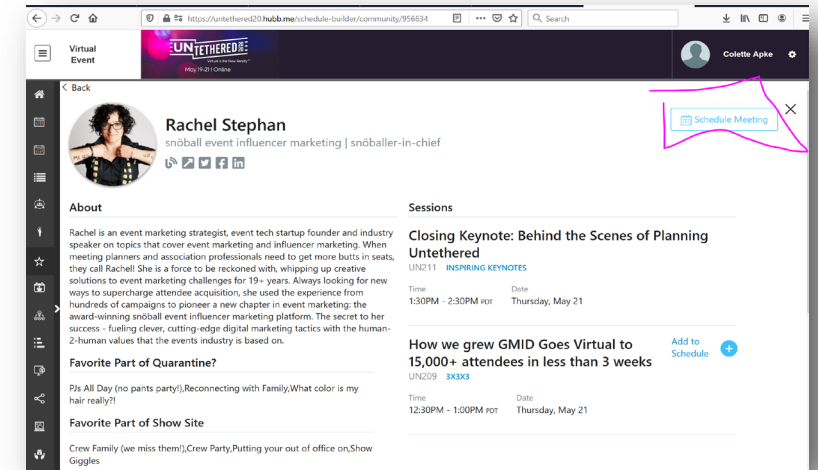 https://untethered20.hubb.me/schedule-builder/community/956634
Search
Virtual
Event
UNTETHERED
Virtual is the New Reality
May 19-21 | Online
Colette Apke
Back
Schedule Meeting
Rachel Stephan
snöball event influencer marketing | snöballer-in-chief
About
Rachel is an event marketing strategist, event tech startup founder and industry
speaker on topics that cover event marketing and influencer marketing. When
meeting planners and association professionals need to get more butts in seats,
they call Rachel! She is a force to be reckoned with, whipping up creative
solutions to event marketing challenges for 19+ years. Always looking for new
ways to supercharge attendee acquisition, she used the experience from
hundreds of campaigns to pioneer a new chapter in event marketing: the
award-winning snöball event influencer marketing platform. The secret to her
success - fueling clever, cutting-edge digital marketing tactics with the human-
2-human values that the events industry is based on.
Favorite Part of Quarantine?
PJs All Day (no pants party!),Reconnecting with Family,What color is my
hair really?!
Favorite Part of Show Site
Crew Family (we miss them!),Crew Party,Putting your out of office on,Show
Giggles
Sessions
Closing Keynote: Behind the Scenes of Planning
Untethered
UN211 INSPIRING KEYNOTES
Time Date
1:30PM - 2:30PM PDT Thursday, May 21
How we grew GMID Goes Virtual to
15,000+ attendees in less than 3 weeks
Add to
Schedule
UN209 3X3X3
Time Date
12:30PM - 1:00PM PDT Thursday, May 21